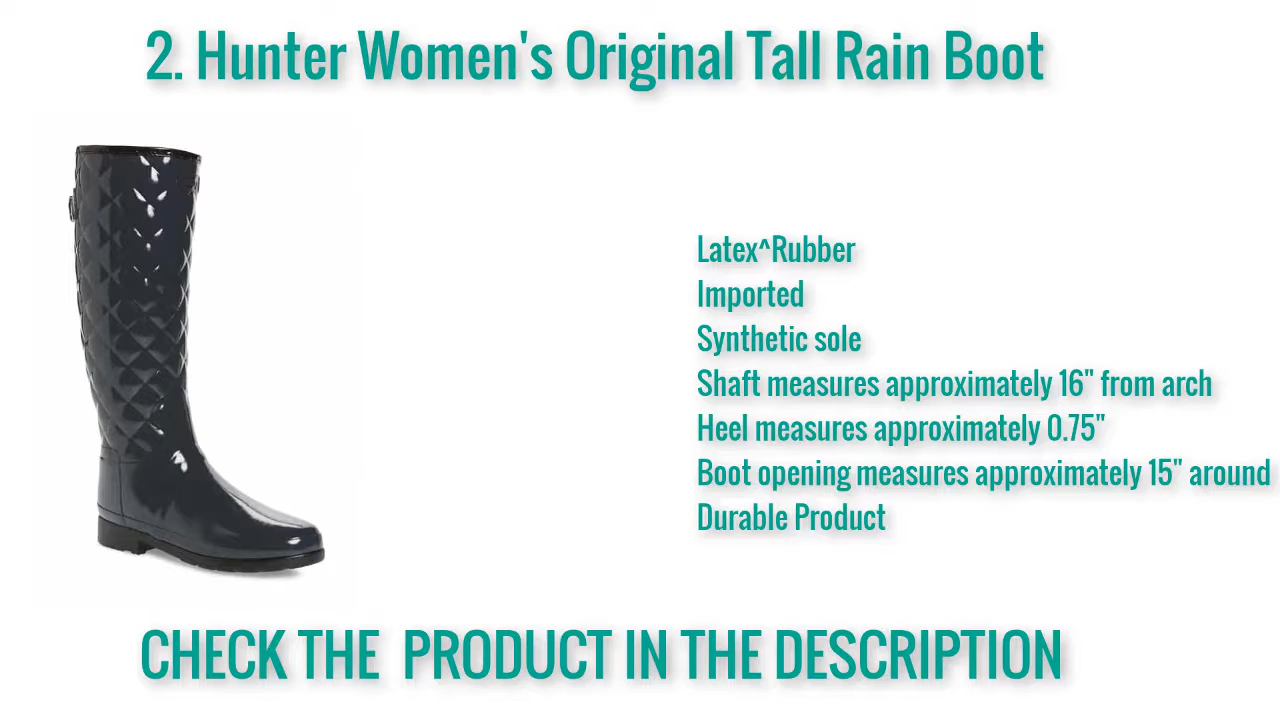 2. Hunter Women's Original Tall Rain Boot
Latex^Rubber
Imported
Synthetic sole
Shaft measures approximately 16" from arch
Heel measures approximately 0.75"
Boot opening measures approximately 15" around
Durable Product
CHECK THE PRODUCT IN THE DESCRIPTION